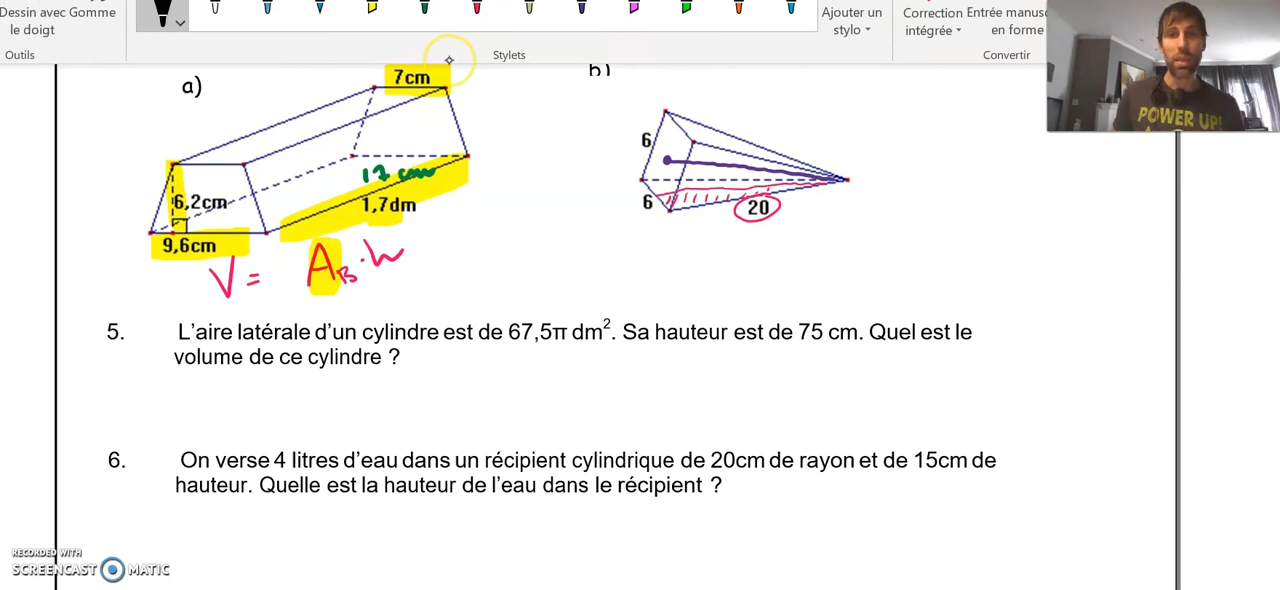 Dessin avec Gomme
le doigt
Outils
Stylets
Ajouter un
stylo
Correction
intégrée
Entrée manusc
en forme
Convertir
POWER UP!
a)
7cm
6,2cm
9,6cm
17 cm
1,7dm
V = AB . h
b)
6
6
20
5. L'aire latérale d'un cylindre est de 67,5π dm². Sa hauteur est de 75 cm. Quel est le
volume de ce cylindre ?
6. On verse 4 litres d'eau dans un récipient cylindrique de 20cm de rayon et de 15cm de
hauteur. Quelle est la hauteur de l'eau dans le récipient ?
RECORDED WITH
SCREENCAST MATIC